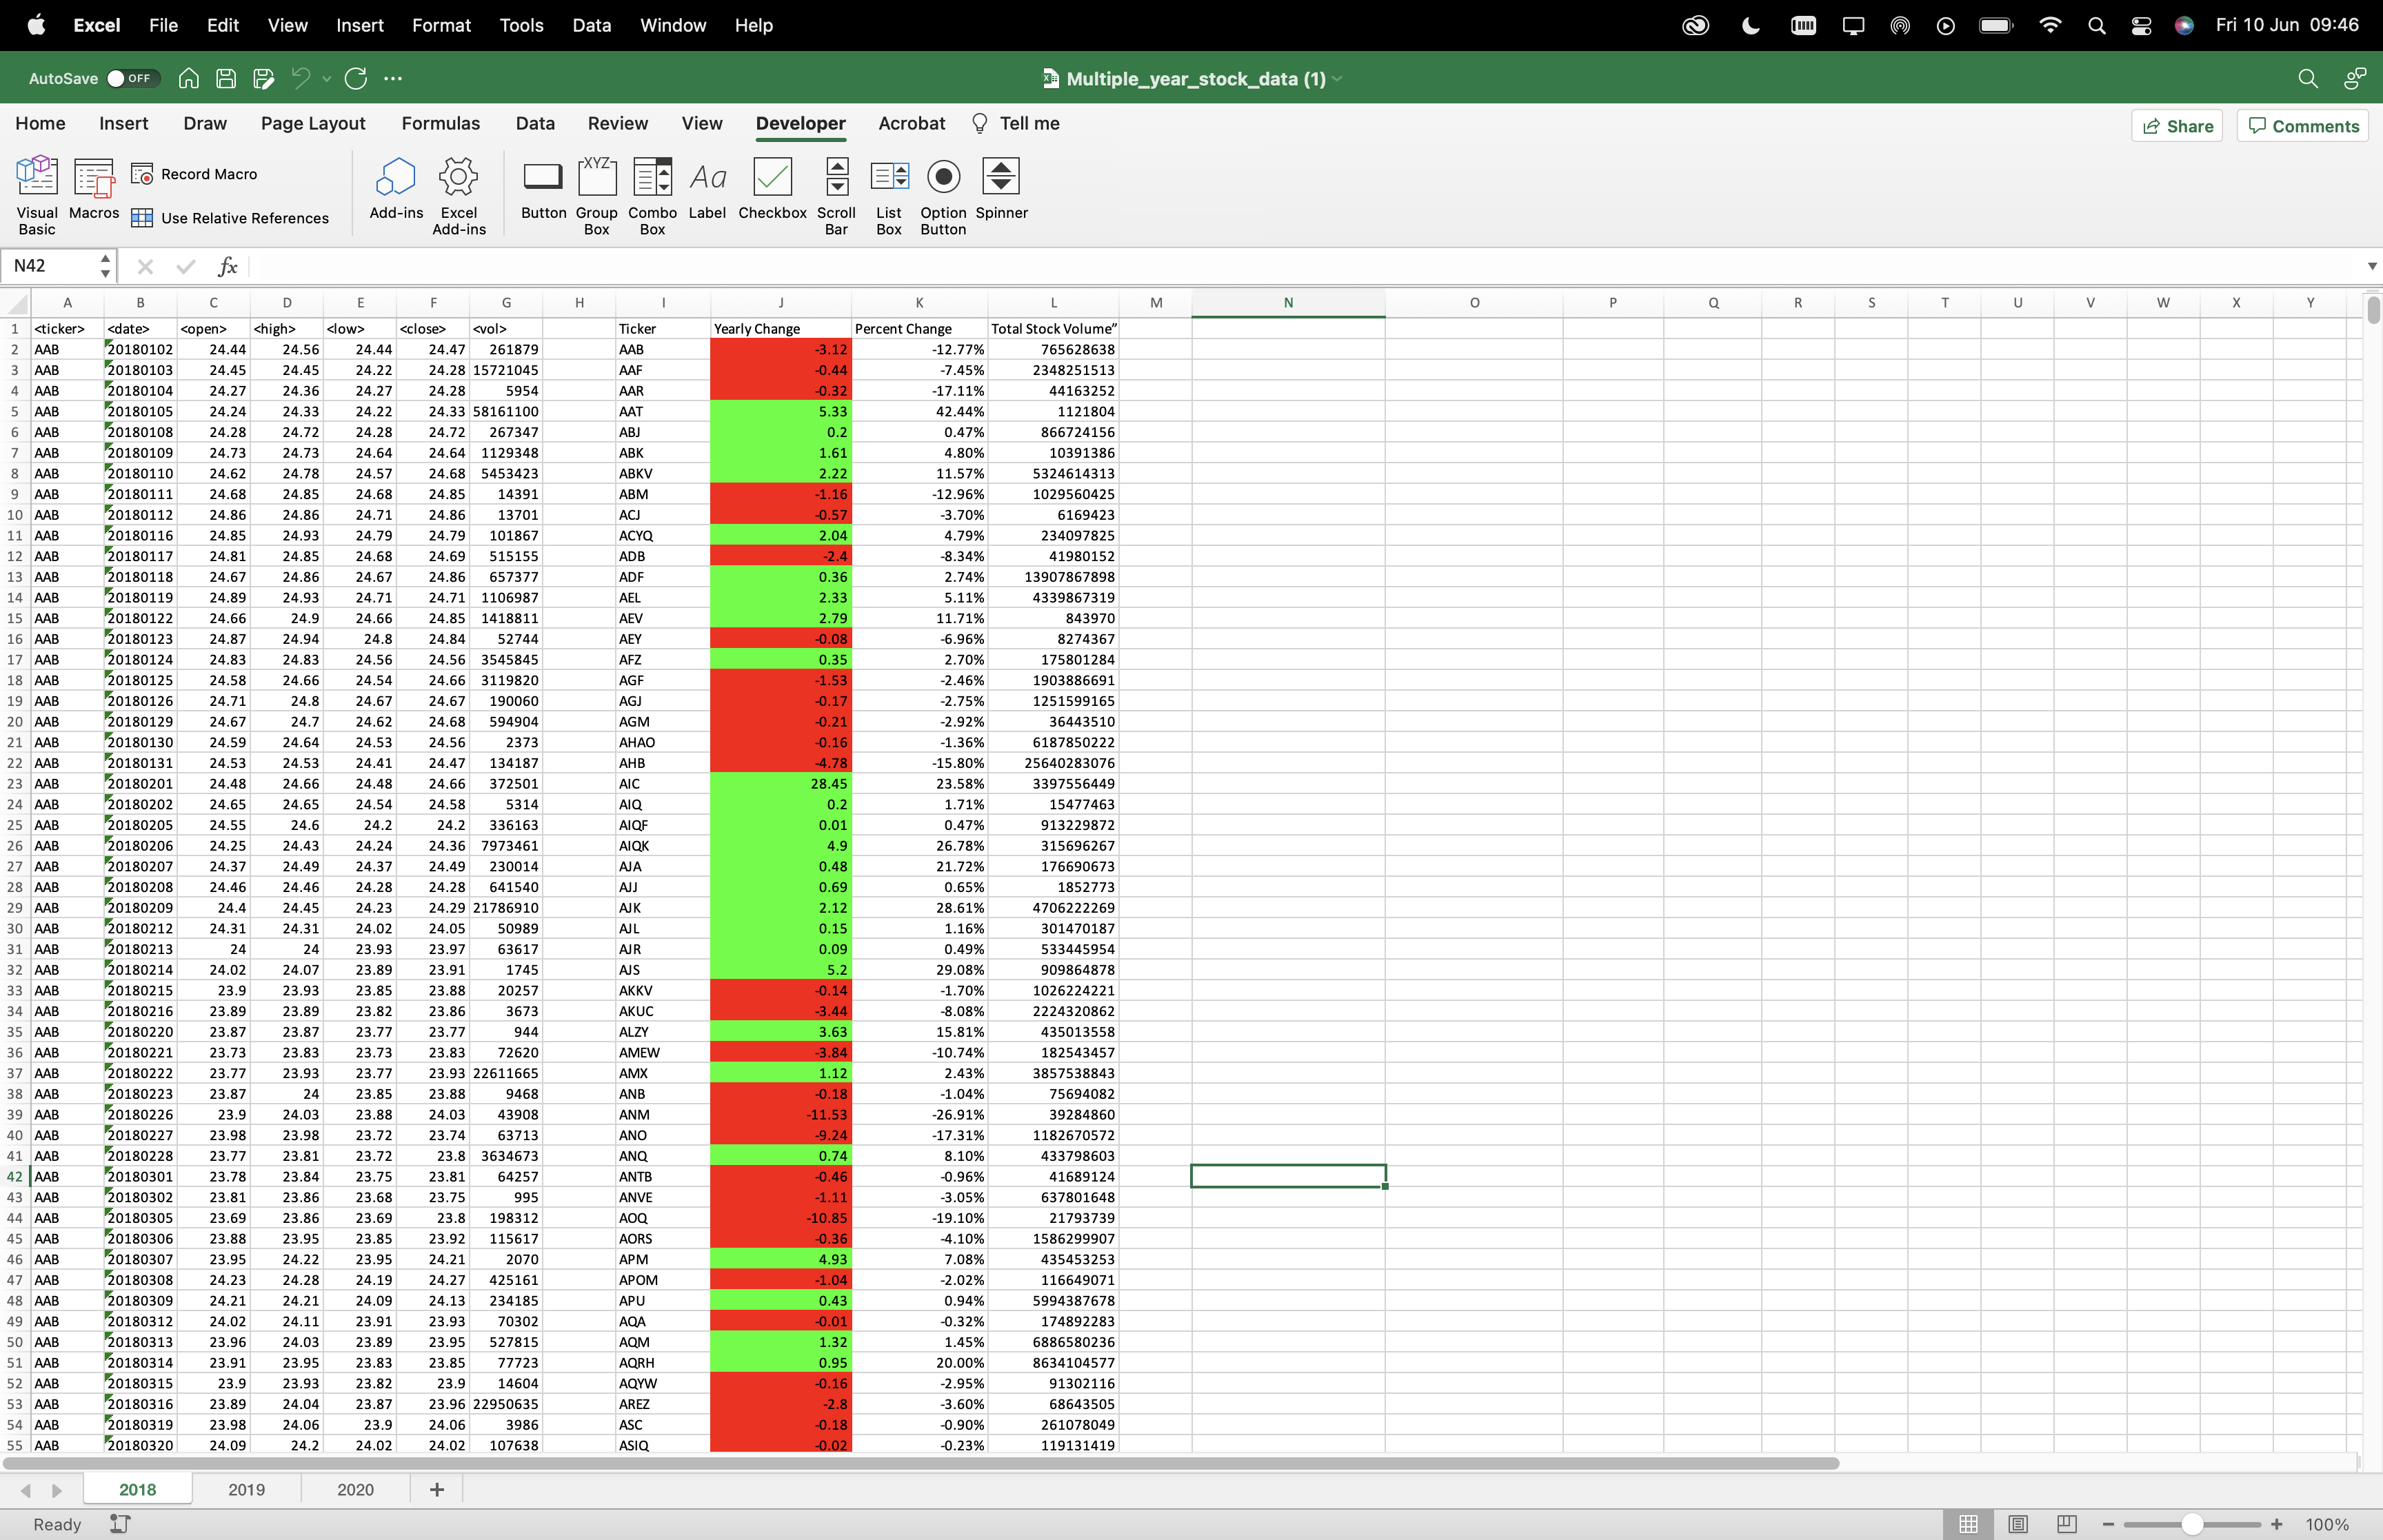 Excel File Edit View Insert Format Tools Data Window Help Fri 10 Jun 09:46
AutoSave OFF Multiple_year_stock_data (1)
Home Insert Draw Page Layout Formulas Data Review View Developer Acrobat Tell me Share Comments
Visual Basic Macros Record Macro Use Relative References Add-ins Excel Add-ins Button XYZ Group Box Combo Box Aa Label Checkbox Scroll Bar List Box Option Button Spinner
N42 fx
A B C D E F G H I J K L M N O P Q R S T U V W X Y
1 <ticker> <date> <open> <high> <low> <close> <vol> Ticker Yearly Change Percent Change Total Stock Volume”
2 AAB 20180102 24.44 24.56 24.44 24.47 261879 AAB -3.12 -12.77% 765628638
3 AAB 20180103 24.45 24.45 24.22 24.28 15721045 AAF -0.44 -7.45% 2348251513
4 AAB 20180104 24.27 24.36 24.27 24.28 5954 AAR -0.32 -17.11% 44163252
5 AAB 20180105 24.24 24.33 24.22 24.33 58161100 AAT 5.33 42.44% 1121804
6 AAB 20180108 24.28 24.72 24.28 24.72 267347 ABJ 0.2 0.47% 866724156
7 AAB 20180109 24.73 24.73 24.64 24.64 1129348 ABK 1.61 4.80% 10391386
8 AAB 20180110 24.62 24.78 24.57 24.68 5453423 ABKV 2.22 11.57% 5324614313
9 AAB 20180111 24.68 24.85 24.68 24.85 14391 ABM -1.16 -12.96% 1029560425
10 AAB 20180112 24.86 24.86 24.71 24.86 13701 ACJ -0.57 -3.70% 6169423
11 AAB 20180116 24.85 24.93 24.79 24.79 101867 ACYQ 2.04 4.79% 234097825
12 AAB 20180117 24.81 24.85 24.68 24.69 515155 ADB -2.4 -8.34% 41980152
13 AAB 20180118 24.67 24.86 24.67 24.86 657377 ADF 0.36 2.74% 13907867898
14 AAB 20180119 24.89 24.93 24.71 24.71 1106987 AEL 2.33 5.11% 4339867319
15 AAB 20180122 24.66 24.9 24.66 24.85 1418811 AEV 2.79 11.71% 843970
16 AAB 20180123 24.87 24.94 24.8 24.84 52744 AEY -0.08 -6.96% 8274367
17 AAB 20180124 24.83 24.83 24.56 24.56 3545845 AFZ 0.35 2.70% 175801284
18 AAB 20180125 24.58 24.66 24.54 24.66 3119820 AGF -1.53 -2.46% 1903886691
19 AAB 20180126 24.71 24.8 24.67 24.67 190060 AGJ -0.17 -2.75% 1251599165
20 AAB 20180129 24.67 24.7 24.62 24.68 594904 AGM -0.21 -2.92% 36443510
21 AAB 20180130 24.59 24.64 24.53 24.56 2373 AHAO -0.16 -1.36% 6187850222
22 AAB 20180131 24.53 24.53 24.41 24.47 134187 AHB -4.78 -15.80% 25640283076
23 AAB 20180201 24.48 24.66 24.48 24.66 372501 AIC 28.45 23.58% 3397556449
24 AAB 20180202 24.65 24.65 24.54 24.58 5314 AIQ 0.2 1.71% 15477463
25 AAB 20180205 24.55 24.6 24.2 24.2 336163 AIQF 0.01 0.47% 913229872
26 AAB 20180206 24.25 24.43 24.24 24.36 7973461 AIQK 4.9 26.78% 315696267
27 AAB 20180207 24.37 24.49 24.37 24.49 230014 AJA 0.48 21.72% 176690673
28 AAB 20180208 24.46 24.46 24.28 24.28 641540 AJJ 0.69 0.65% 1852773
29 AAB 20180209 24.4 24.45 24.23 24.29 21786910 AJK 2.12 28.61% 4706222269
30 AAB 20180212 24.31 24.31 24.02 24.05 50989 AJL 0.15 1.16% 301470187
31 AAB 20180213 24 24 23.93 23.97 63617 AJR 0.09 0.49% 533445954
32 AAB 20180214 24.02 24.07 23.89 23.91 1745 AJS 5.2 29.08% 909864878
33 AAB 20180215 23.9 23.93 23.85 23.88 20257 AKKV -0.14 -1.70% 1026224221
34 AAB 20180216 23.89 23.89 23.82 23.86 3673 AKUC -3.44 -8.08% 2224320862
35 AAB 20180220 23.87 23.87 23.77 23.77 944 ALZY 3.63 15.81% 435013558
36 AAB 20180221 23.73 23.83 23.73 23.83 72620 AMEW -3.84 -10.74% 182543457
37 AAB 20180222 23.77 23.93 23.77 23.93 22611665 AMX 1.12 2.43% 3857538843
38 AAB 20180223 23.87 24 23.85 23.88 9468 ANB -0.18 -1.04% 75694082
39 AAB 20180226 23.9 24.03 23.88 24.03 43908 ANM -11.53 -26.91% 39284860
40 AAB 20180227 23.98 23.98 23.72 23.74 63713 ANO -9.24 -17.31% 1182670572
41 AAB 20180228 23.77 23.81 23.72 23.8 3634673 ANQ 0.74 8.10% 433798603
42 AAB 20180301 23.78 23.84 23.75 23.81 64257 ANTB -0.46 -0.96% 41689124
43 AAB 20180302 23.81 23.86 23.68 23.75 995 ANVE -1.11 -3.05% 637801648
44 AAB 20180305 23.69 23.86 23.69 23.8 198312 AOQ -10.85 -19.10% 21793739
45 AAB 20180306 23.88 23.95 23.85 23.92 115617 AORS -0.36 -4.10% 1586299907
46 AAB 20180307 23.95 24.22 23.95 24.21 2070 APM 4.93 7.08% 435453253
47 AAB 20180308 24.23 24.28 24.19 24.27 425161 APOM -1.04 -2.02% 116649071
48 AAB 20180309 24.21 24.21 24.09 24.13 234185 APU 0.43 0.94% 5994387678
49 AAB 20180312 24.02 24.11 23.91 23.93 70302 AQA -0.01 -0.32% 174892283
50 AAB 20180313 23.96 24.03 23.89 23.95 527815 AQM 1.32 1.45% 6886580236
51 AAB 20180314 23.91 23.95 23.83 23.85 77723 AQRH 0.95 20.00% 8634104577
52 AAB 20180315 23.9 23.93 23.82 23.9 14604 AQYW -0.16 -2.95% 91302116
53 AAB 20180316 23.89 24.04 23.87 23.96 22950635 AREZ -2.8 -3.60% 68643505
54 AAB 20180319 23.98 24.06 23.9 24.06 3986 ASC -0.18 -0.90% 261078049
55 AAB 20180320 24.09 24.2 24.02 24.02 107638 ASIQ -0.02 -0.23% 119131419
2018 2019 2020
Ready 100%